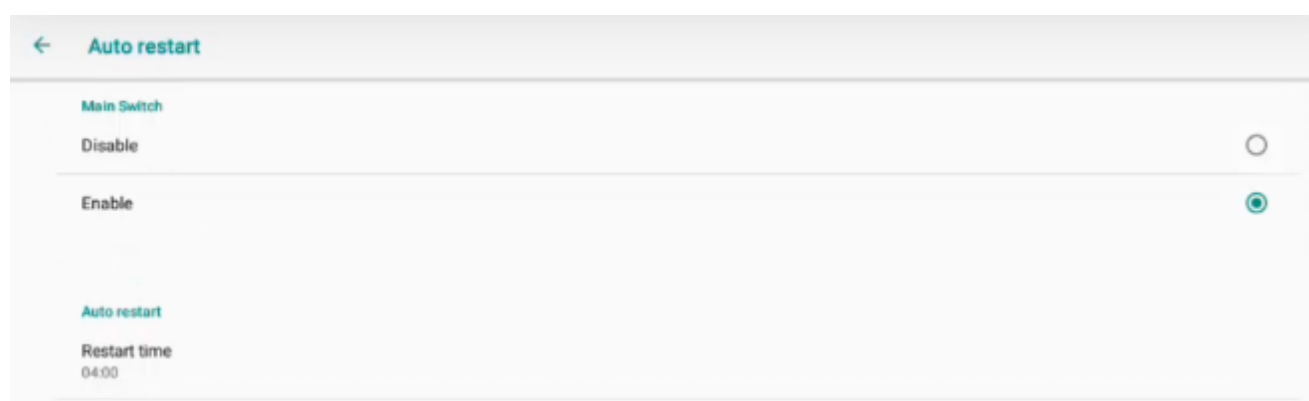 Auto restart
Main Switch
Disable
Enable
Auto restart
Restart time
04:00